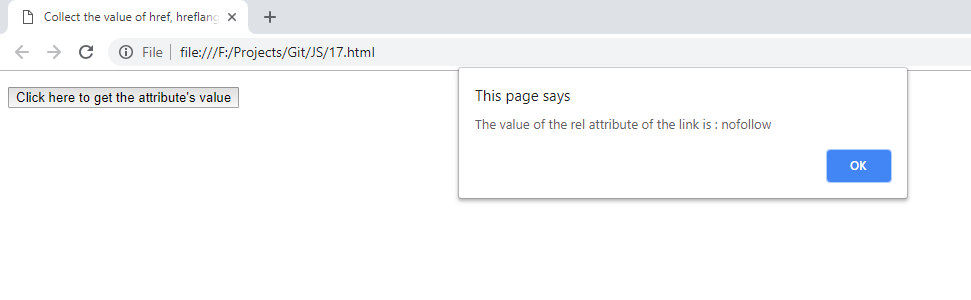 Collect the value of href, hreflang
File
file:///F:/Projects/Git/JS/17.html
Click here to get the attribute's value
This page says
The value of the rel attribute of the link is : nofollow
OK